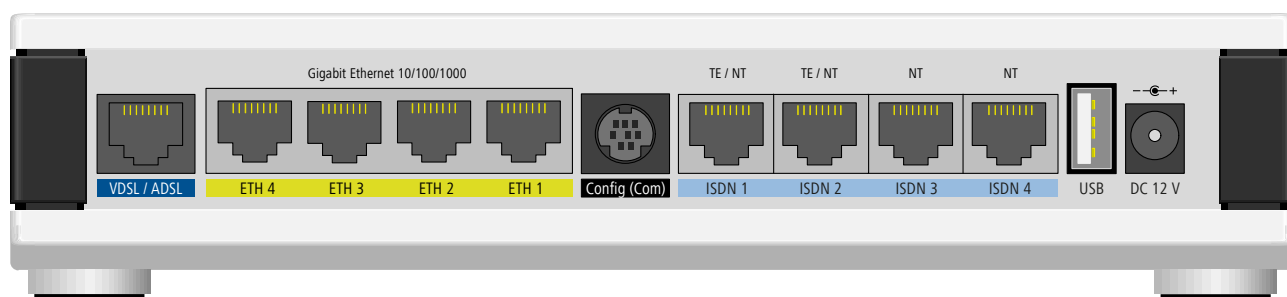 Gigabit Ethernet 10/100/1000
TE / NT
TE / NT
NT
NT
VDSL / ADSL
ETH 4
ETH 3
ETH 2
ETH 1
Config (Com)
ISDN 1
ISDN 2
ISDN 3
ISDN 4
USB
DC 12 V